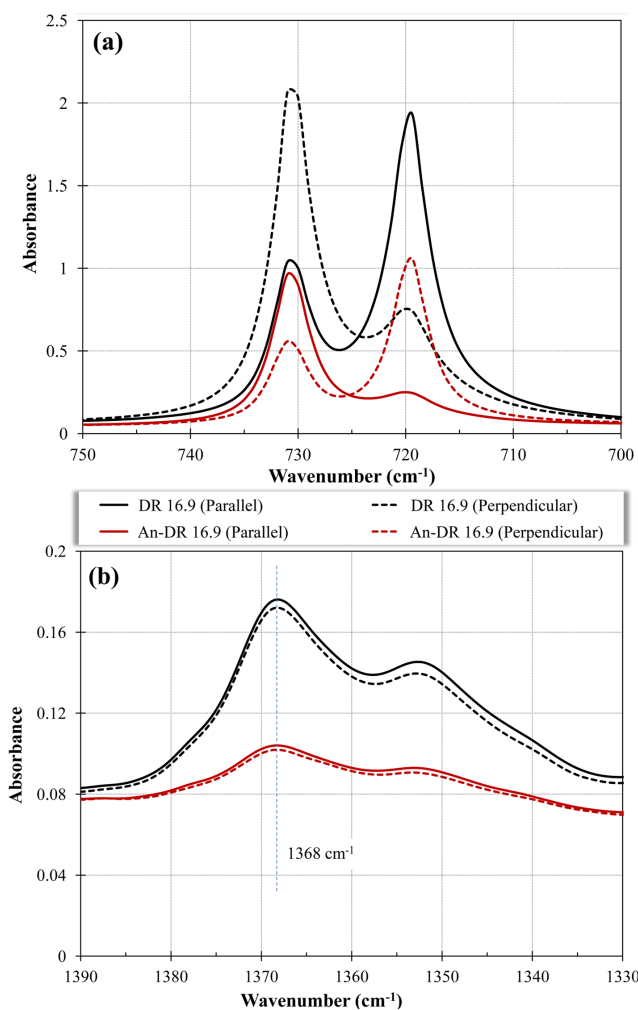 (a)
2.5
2
1.5
1
0.5
0
Absorbance
750 740 730 720 710 700
Wavenumber (cm-1)
DR 16.9 (Parallel) DR 16.9 (Perpendicular)
An-DR 16.9 (Parallel) An-DR 16.9 (Perpendicular)
(b)
0.2
0.16
0.12
0.08
0.04
0
Absorbance
1368 cm-1
1390 1380 1370 1360 1350 1340 1330
Wavenumber (cm-1)